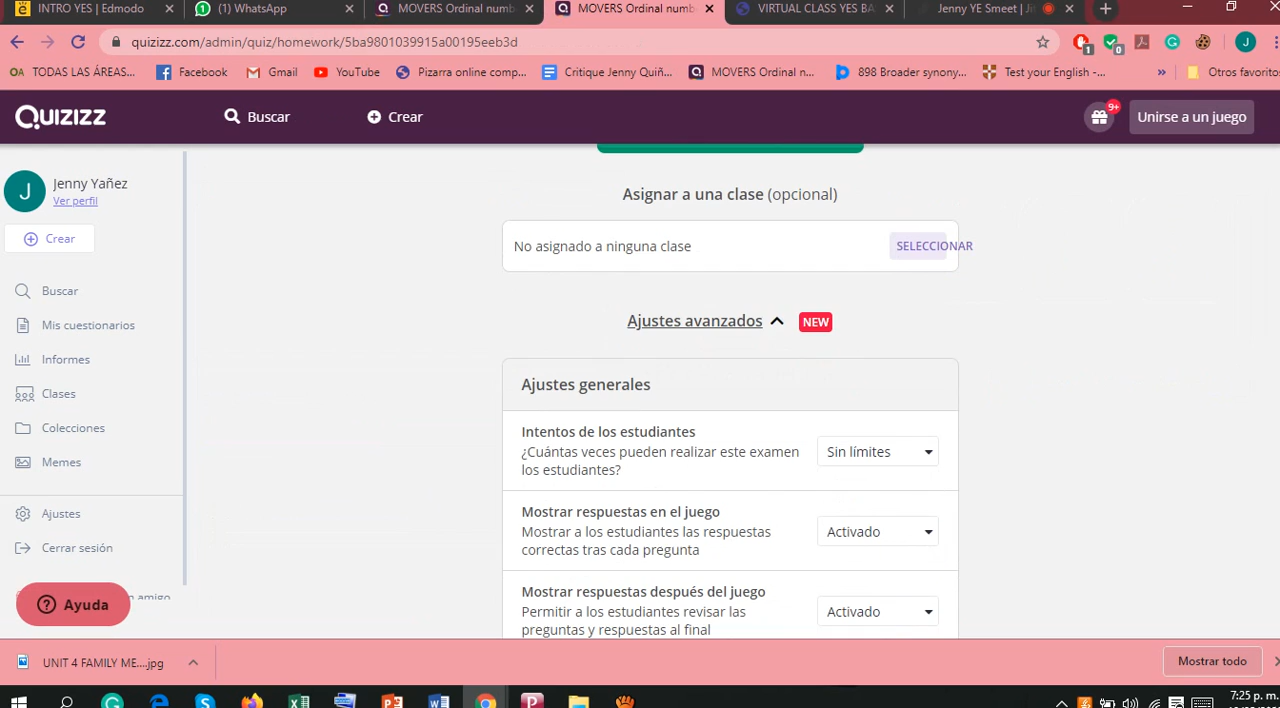 INTRO YES | Edmodo
(1) WhatsApp
MOVERS Ordinal numb
MOVERS Ordinal numb
VIRTUAL CLASS YES BA
Jenny YE Smeet | Ji
quizizz.com/admin/quiz/homework/5ba9801039915a00195eeb3d
1
0
J
OA TODAS LAS ÁREAS...
Facebook
Gmail
YouTube
Pizarra online comp...
Critique Jenny Quiñ...
MOVERS Ordinal n...
898 Broader synony...
Test your English -...
»
Otros favoritos
Quizizz
Buscar
Crear
9+
Unirse a un juego
J
Jenny Yañez
Ver perfil
Crear
Buscar
Mis cuestionarios
Informes
Clases
Colecciones
Memes
Ajustes
Cerrar sesión
n amigo
Ayuda
Asignar a una clase (opcional)
No asignado a ninguna clase
SELECCIONAR
Ajustes avanzados
NEW
Ajustes generales
Intentos de los estudiantes
¿Cuántas veces pueden realizar este examen
los estudiantes?
Sin límites
Mostrar respuestas en el juego
Mostrar a los estudiantes las respuestas
correctas tras cada pregunta
Activado
Mostrar respuestas después del juego
Permitir a los estudiantes revisar las
preguntas y respuestas al final
Activado
UNIT 4 FAMILY ME....jpg
Mostrar todo
7:25 p. m.